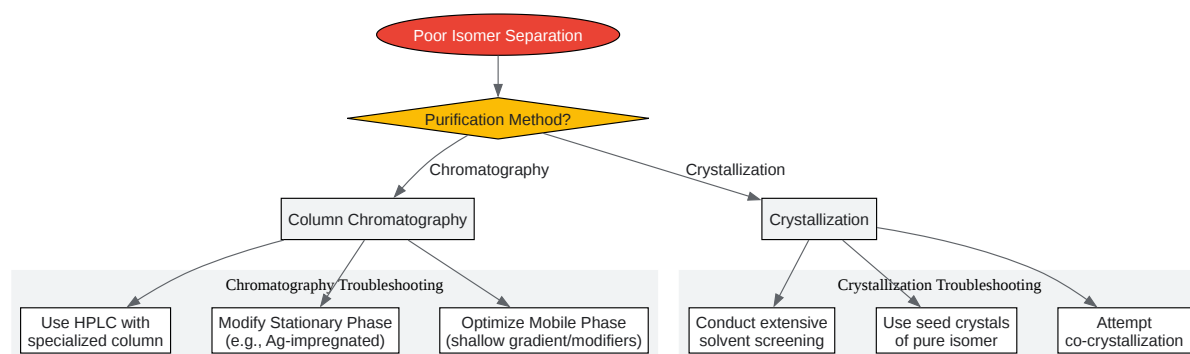 Poor Isomer Separation
Purification Method?
Chromatography
Crystallization
Column Chromatography
Crystallization
Chromatography Troubleshooting
Crystallization Troubleshooting
Use HPLC with
specialized column
Modify Stationary Phase
(e.g., Ag-impregnated)
Optimize Mobile Phase
(shallow gradient/modifiers)
Conduct extensive
solvent screening
Use seed crystals
of pure isomer
Attempt
co-crystallization